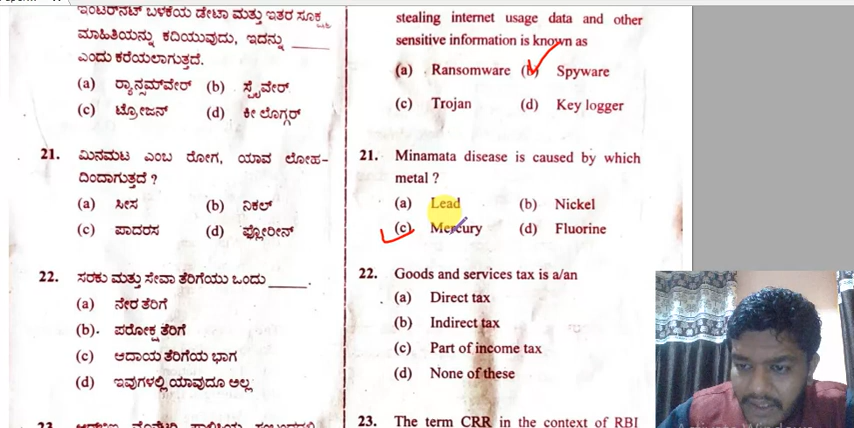 ಇಂಟರ್‌ನೆಟ್ ಬಳಕೆಯ ಡೇಟಾ ಮತ್ತು ಇತರ ಸೂಕ್ಷ್ಮ
ಮಾಹಿತಿಯನ್ನು ಕದಿಯುವುದು, ಇದನ್ನು ______
ಎಂದು ಕರೆಯಲಾಗುತ್ತದೆ.
(a) ರ್‍ಯಾನ್ಸಮ್‌ವೇರ್ (b) ಸ್ಪೈವೇರ್
(c) ಟ್ರೋಜನ್ (d) ಕೀ ಲೊಗ್ಗರ್
21. ಮಿನಮಟ ಎಂಬ ರೋಗ, ಯಾವ ಲೋಹ-
ದಿಂದಾಗುತ್ತದೆ ?
(a) ಸೀಸ (b) ನಿಕಲ್
(c) ಪಾದರಸ (d) ಫ್ಲೋರೀನ್
22. ಸರಕು ಮತ್ತು ಸೇವಾ ತೆರಿಗೆಯು ಒಂದು ______.
(a) ನೇರ ತೆರಿಗೆ
(b) ಪರೋಕ್ಷ ತೆರಿಗೆ
(c) ಆದಾಯ ತೆರಿಗೆಯ ಭಾಗ
(d) ಇವುಗಳಲ್ಲಿ ಯಾವುದೂ ಅಲ್ಲ
23.
stealing internet usage data and other
sensitive information is known as
(a) Ransomware (b) Spyware
(c) Trojan (d) Key logger
21. Minamata disease is caused by which
metal ?
(a) Lead (b) Nickel
(c) Mercury (d) Fluorine
22. Goods and services tax is a/an
(a) Direct tax
(b) Indirect tax
(c) Part of income tax
(d) None of these
23. The term CRR in the context of RBI